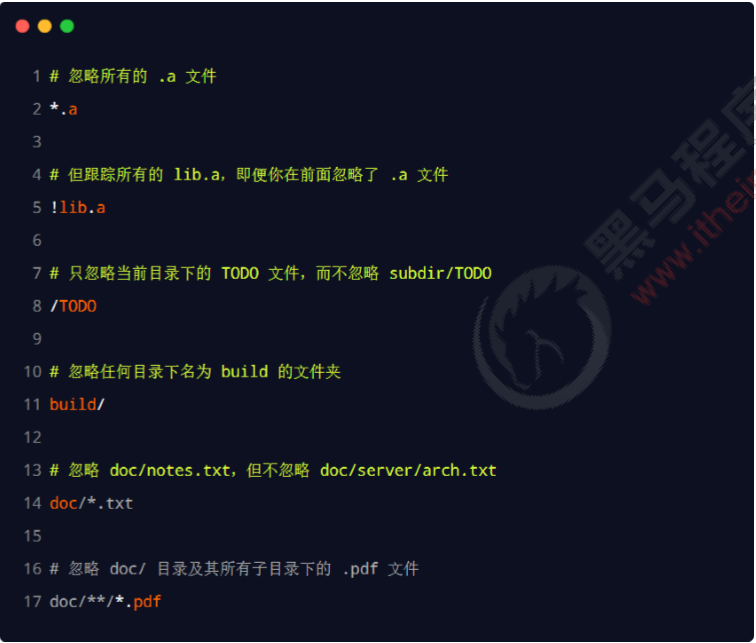 1 # 忽略所有的 .a 文件
2 *.a
3
4 # 但跟踪所有的 lib.a，即便你在前面忽略了 .a 文件
5 !lib.a
6
7 # 只忽略当前目录下的 TODO 文件，而不忽略 subdir/TODO
8 /TODO
9
10 # 忽略任何目录下名为 build 的文件夹
11 build/
12
13 # 忽略 doc/notes.txt，但不忽略 doc/server/arch.txt
14 doc/*.txt
15
16 # 忽略 doc/ 目录及其所有子目录下的 .pdf 文件
17 doc/**/*.pdf
黑马程序
www.itheim